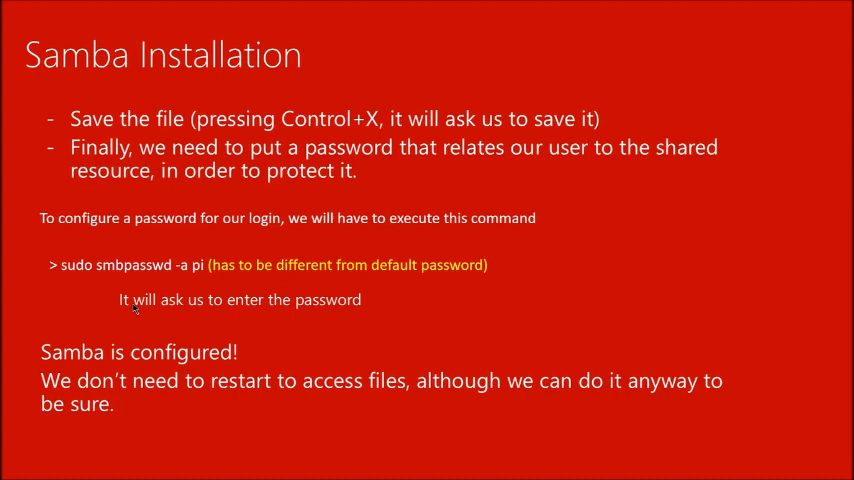 Samba Installation
- Save the file (pressing Control+X, it will ask us to save it)
- Finally, we need to put a password that relates our user to the shared
resource, in order to protect it.
To configure a password for our login, we will have to execute this command
> sudo smbpasswd -a pi (has to be different from default password)
It will ask us to enter the password
Samba is configured!
We don’t need to restart to access files, although we can do it anyway to
be sure.